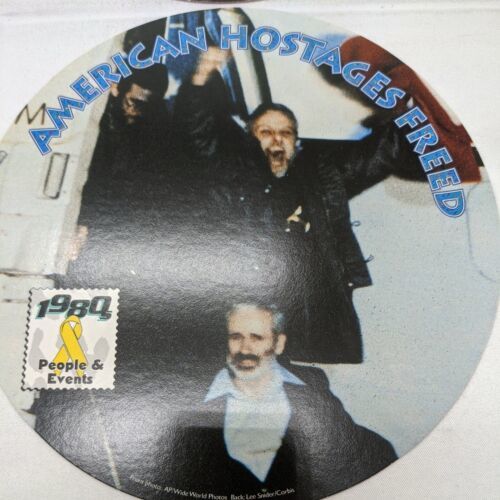 AMERICAN HOSTAGES FREED
1980s
People &
Events
Front photo: AP/Wide World Photos Back: Lee Snider/Corbis